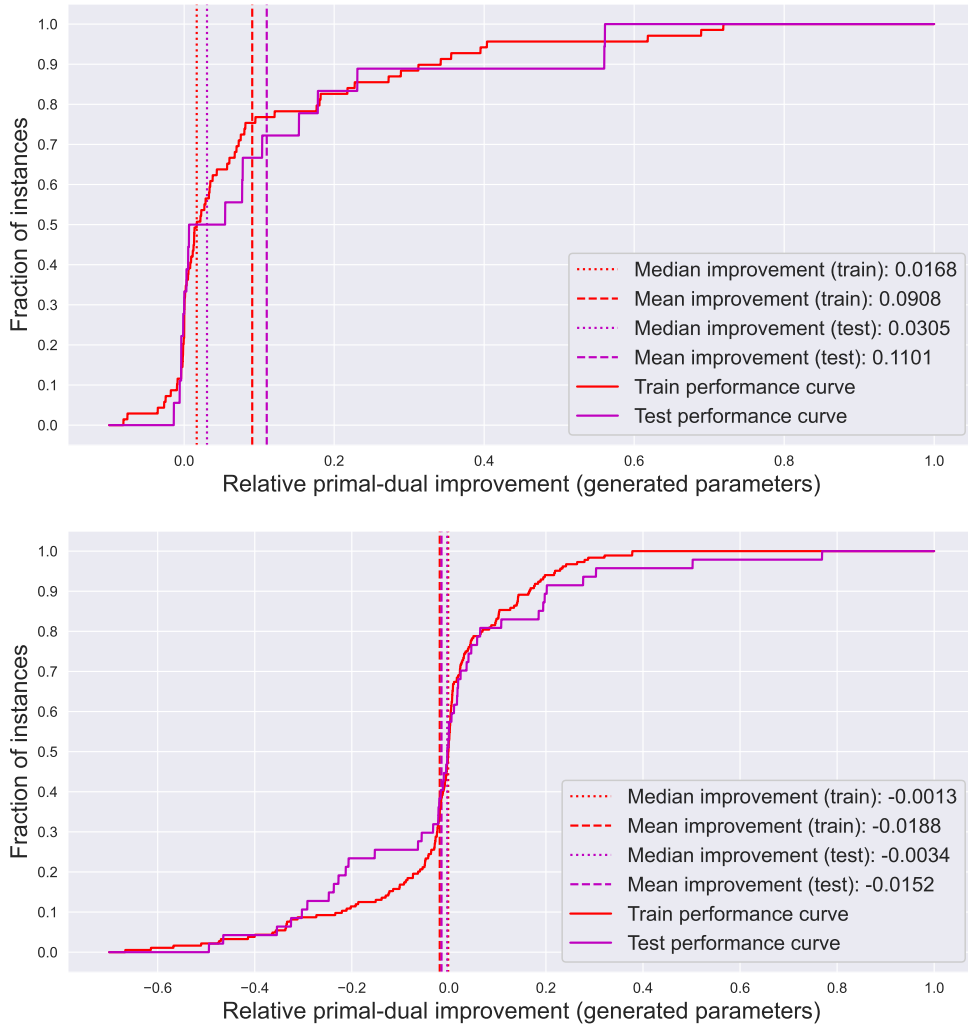 1.0
0.9
0.8
0.7
0.6
0.5
0.4
0.3
0.2
0.1
0.0
Fraction of instances
Median improvement (train): 0.0168
Mean improvement (train): 0.0908
Median improvement (test): 0.0305
Mean improvement (test): 0.1101
Train performance curve
Test performance curve
0.0 0.2 0.4 0.6 0.8 1.0
Relative primal-dual improvement (generated parameters)
1.0
0.9
0.8
0.7
0.6
0.5
0.4
0.3
0.2
0.1
0.0
Fraction of instances
Median improvement (train): -0.0013
Mean improvement (train): -0.0188
Median improvement (test): -0.0034
Mean improvement (test): -0.0152
Train performance curve
Test performance curve
−0.6 −0.4 −0.2 0.0 0.2 0.4 0.6 0.8 1.0
Relative primal-dual improvement (generated parameters)